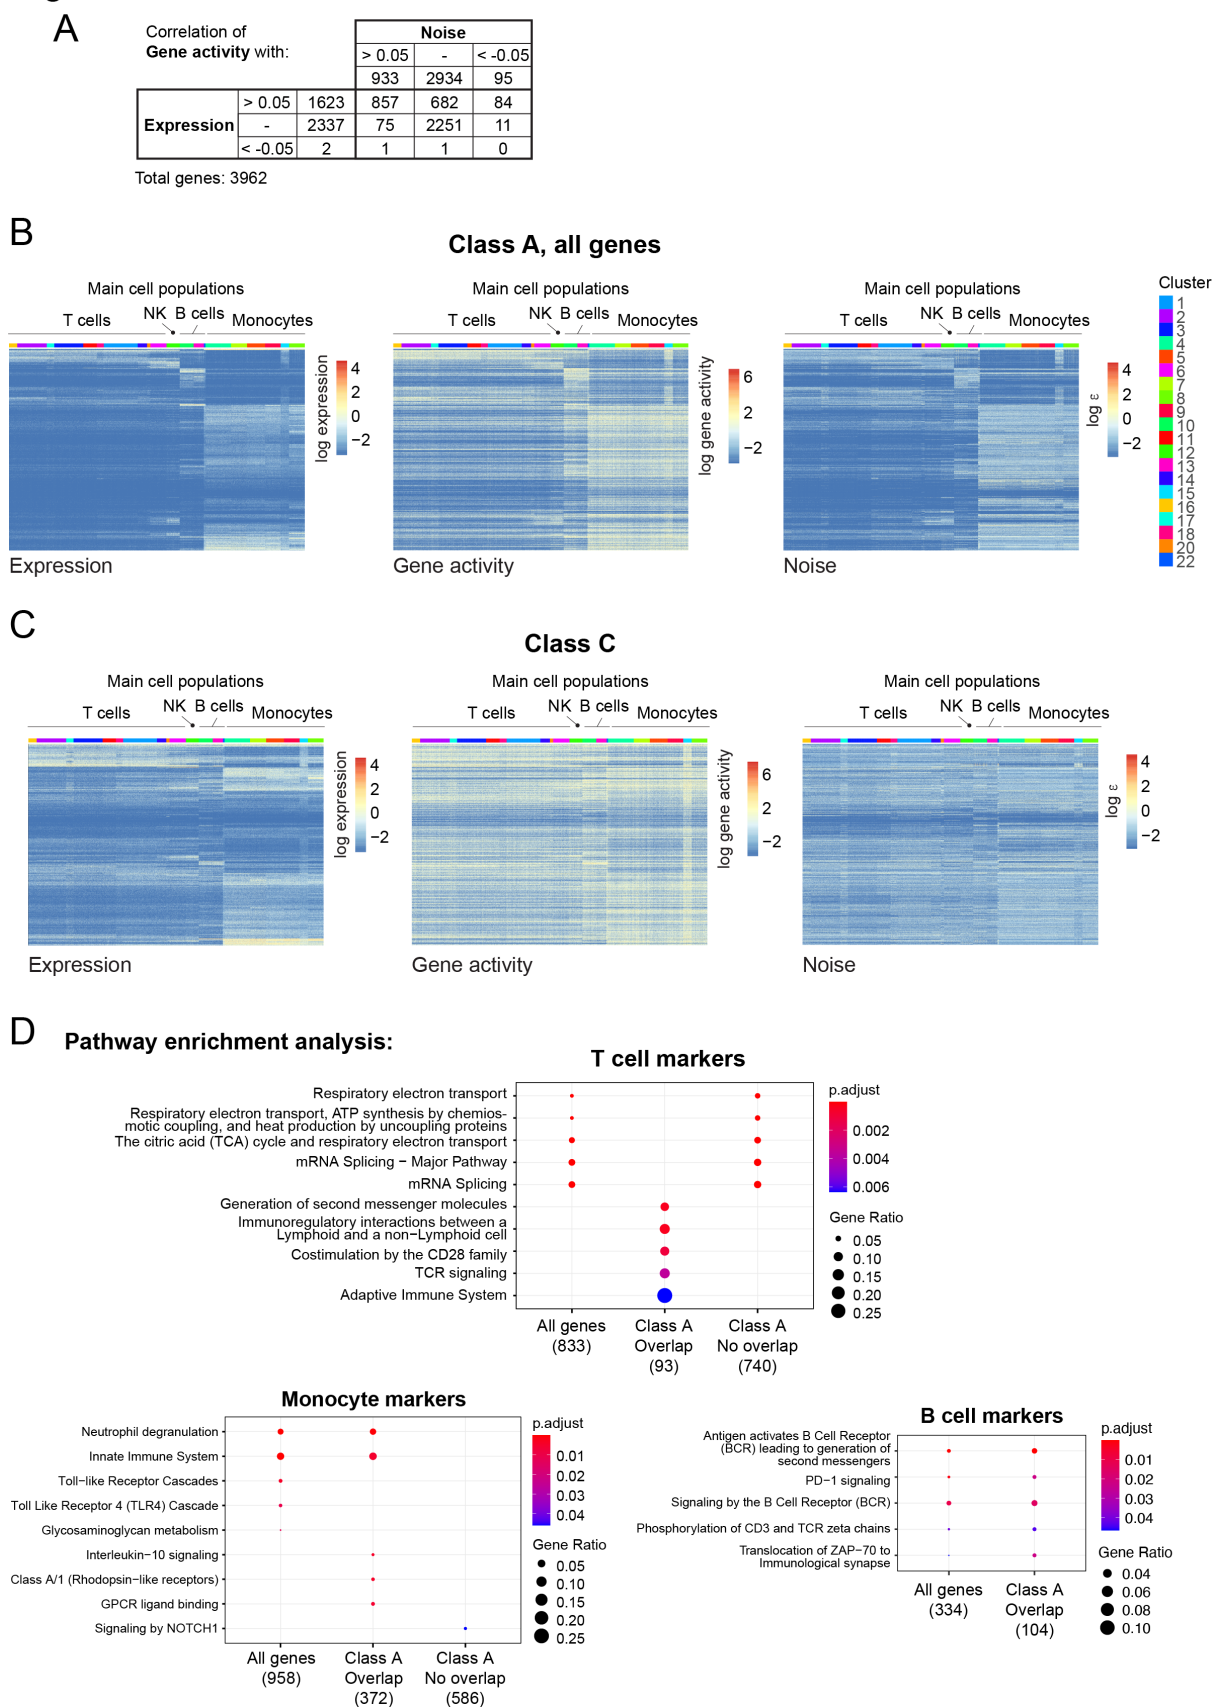 A
Correlation of
Gene activity with:
Noise
> 0.05 - < -0.05
933 2934 95
> 0.05 1623 857 682 84
Expression - 2337 75 2251 11
< -0.05 2 1 1 0
Total genes: 3962
B
Class A, all genes
Main cell populations
T cells NK B cells Monocytes
log expression
4
2
0
−2
Expression
Main cell populations
T cells NK B cells Monocytes
log gene activity
6
2
−2
Gene activity
Main cell populations
T cells NK B cells Monocytes
log ε
4
2
0
−2
Noise
Cluster
1
2
3
4
5
6
7
8
9
10
11
12
13
14
15
16
17
18
20
22
C
Class C
Main cell populations
T cells NK B cells Monocytes
log expression
4
2
0
−2
Expression
Main cell populations
T cells NK B cells Monocytes
log gene activity
6
2
−2
Gene activity
Main cell populations
T cells NK B cells Monocytes
log ε
4
2
0
−2
Noise
D
Pathway enrichment analysis:
T cell markers
Respiratory electron transport
Respiratory electron transport, ATP synthesis by chemios-
motic coupling, and heat production by uncoupling proteins
The citric acid (TCA) cycle and respiratory electron transport
mRNA Splicing − Major Pathway
mRNA Splicing
Generation of second messenger molecules
Immunoregulatory interactions between a
Lymphoid and a non−Lymphoid cell
Costimulation by the CD28 family
TCR signaling
Adaptive Immune System
All genes
(833)
Class A
Overlap
(93)
Class A
No overlap
(740)
p.adjust
0.002
0.004
0.006
Gene Ratio
0.05
0.10
0.15
0.20
0.25
Monocyte markers
Neutrophil degranulation
Innate Immune System
Toll−like Receptor Cascades
Toll Like Receptor 4 (TLR4) Cascade
Glycosaminoglycan metabolism
Interleukin−10 signaling
Class A/1 (Rhodopsin−like receptors)
GPCR ligand binding
Signaling by NOTCH1
All genes
(958)
Class A
Overlap
(372)
Class A
No overlap
(586)
p.adjust
0.01
0.02
0.03
0.04
Gene Ratio
0.05
0.10
0.15
0.20
0.25
B cell markers
Antigen activates B Cell Receptor
(BCR) leading to generation of
second messengers
PD−1 signaling
Signaling by the B Cell Receptor (BCR)
Phosphorylation of CD3 and TCR zeta chains
Translocation of ZAP−70 to
Immunological synapse
All genes
(334)
Class A
Overlap
(104)
p.adjust
0.01
0.02
0.03
0.04
Gene Ratio
0.04
0.06
0.08
0.10